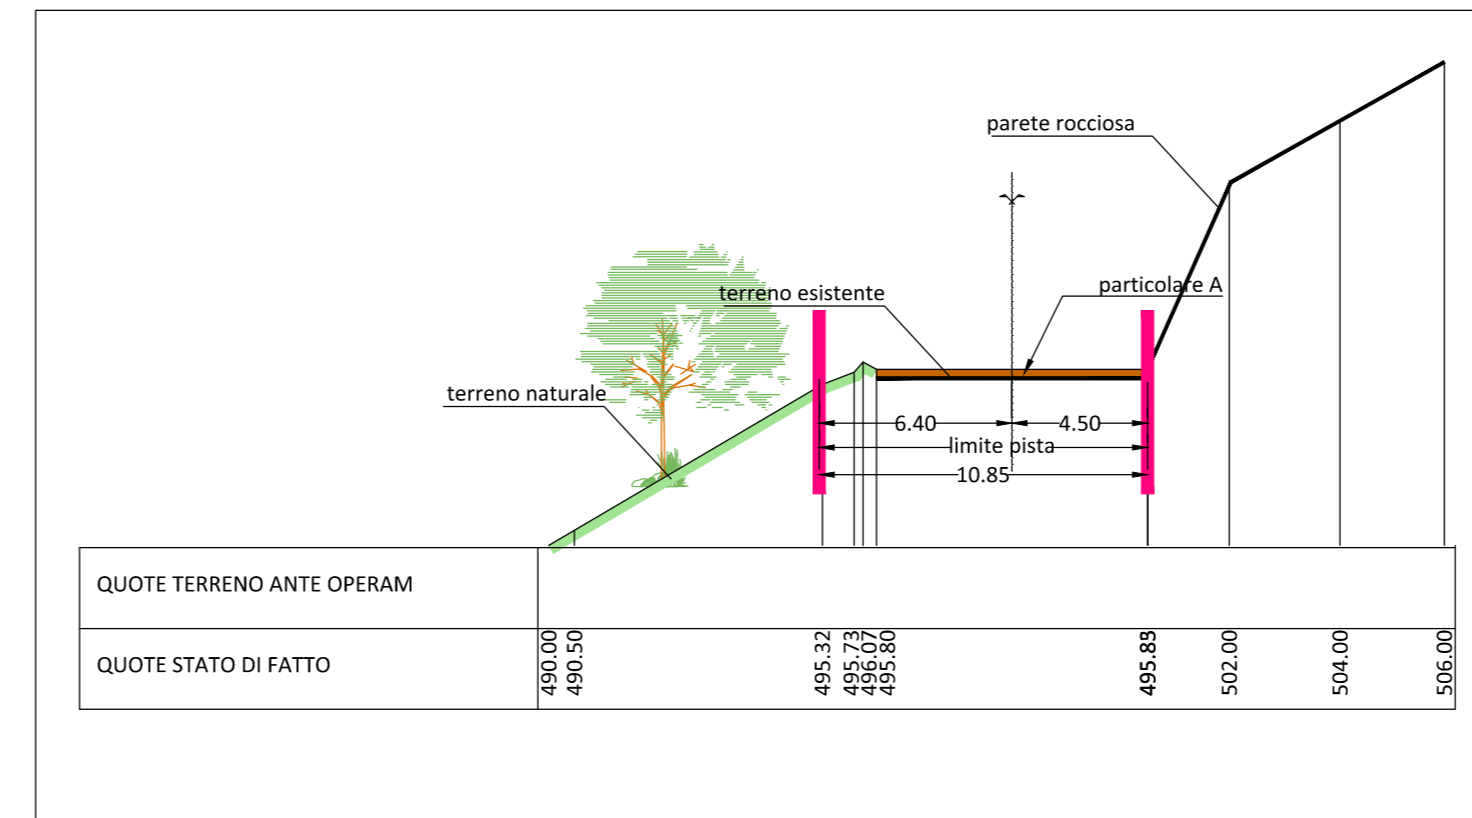 parete rocciosa
terreno esistente
particolare A
terreno naturale
6.40
4.50
limite pista
10.85
QUOTE TERRENO ANTE OPERAM
QUOTE STATO DI FATTO
490.00
490.50
495.32
495.73
496.07
495.80
502.00
504.00
506.00